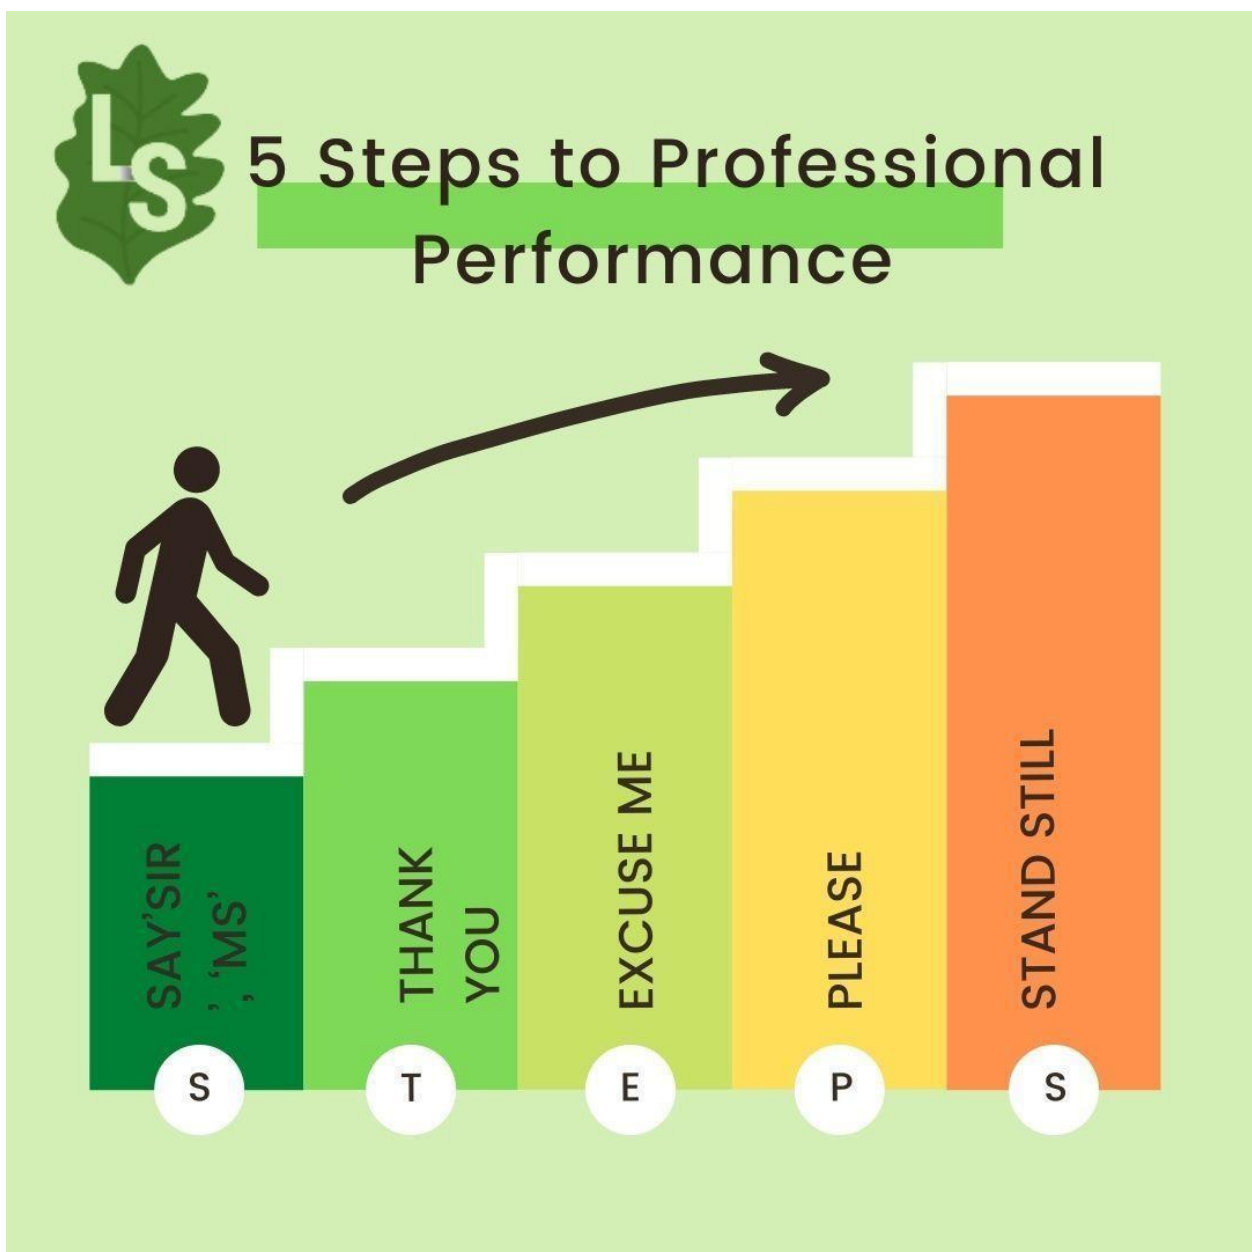 LS
5 Steps to Professional
Performance
SAY'SIR
', 'MS'
THANK
YOU
EXCUSE ME
PLEASE
STAND STILL
S
T
E
P
S